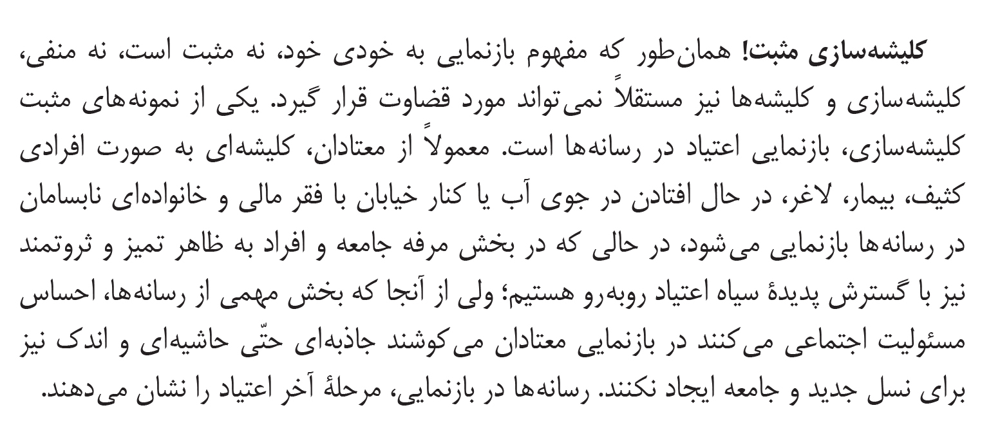 کلیشه‌سازی مثبت! همان‌طور که مفهوم بازنمایی به خودی خود، نه مثبت است، نه منفی،
کلیشه‌سازی و کلیشه‌ها نیز مستقلاً نمی‌تواند مورد قضاوت قرار گیرد. یکی از نمونه‌های مثبت
کلیشه‌سازی، بازنمایی اعتیاد در رسانه‌ها است. معمولاً از معتادان، کلیشه‌ای به صورت افرادی
کثیف، بیمار، لاغر، در حال افتادن در جوی آب یا کنار خیابان با فقر مالی و خانواده‌ای نابسامان
در رسانه‌ها بازنمایی می‌شود، در حالی که در بخش مرفه جامعه و افراد به ظاهر تمیز و ثروتمند
نیز با گسترش پدیدهٔ سیاه اعتیاد روبه‌رو هستیم؛ ولی از آنجا که بخش مهمی از رسانه‌ها، احساس
مسئولیت اجتماعی می‌کنند در بازنمایی معتادان می‌کوشند جاذبه‌ای حتّی حاشیه‌ای و اندک نیز
برای نسل جدید و جامعه ایجاد نکنند. رسانه‌ها در بازنمایی، مرحلهٔ آخر اعتیاد را نشان می‌دهند.